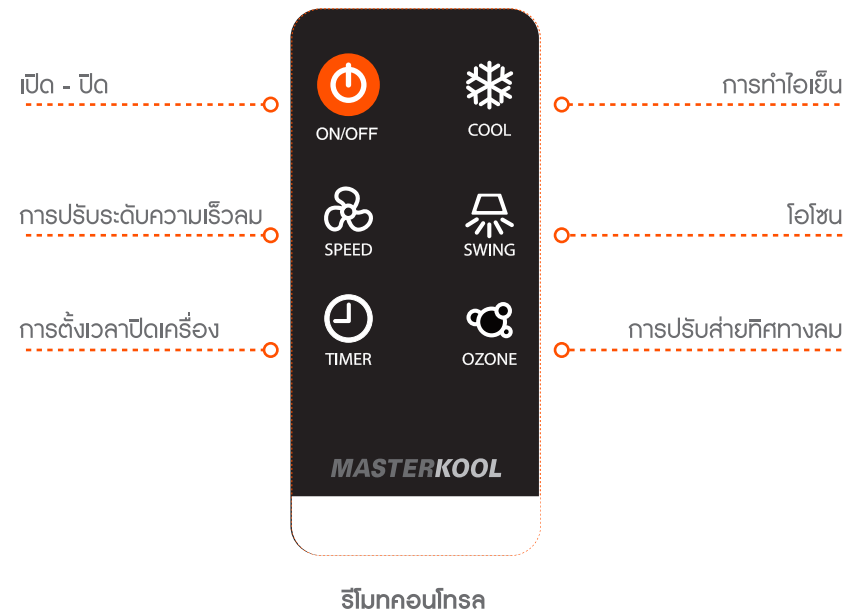 เปิด - ปิด
ON/OFF
COOL
การทำไอเย็น
การปรับระดับความเร็วลม
SPEED
SWING
โอโซน
การตั้งเวลาปิดเครื่อง
TIMER
OZONE
การปรับส่ายทิศทางลม
MASTERKOOL
รีโมทคอนโทรล